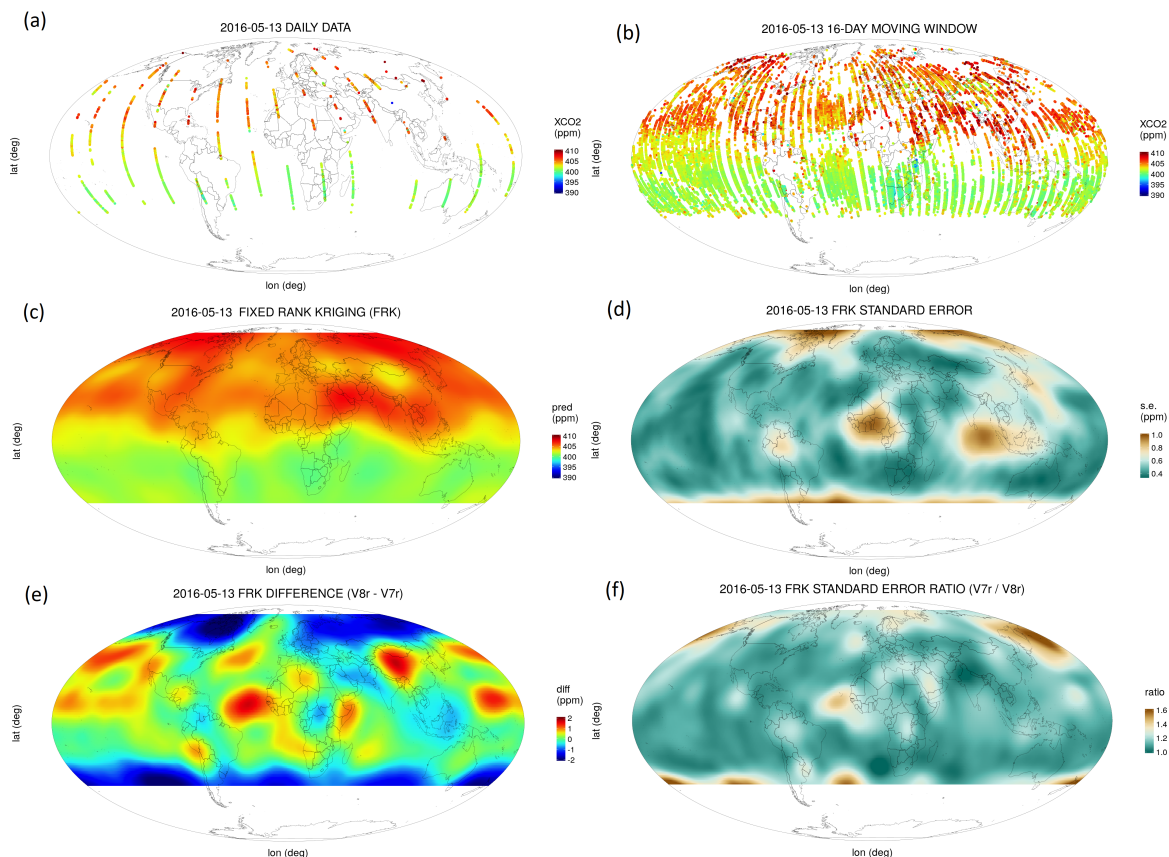 (a)
2016-05-13 DAILY DATA
lat (deg)
XCO2
(ppm)
410
405
400
395
390
lon (deg)
(b)
2016-05-13 16-DAY MOVING WINDOW
lat (deg)
XCO2
(ppm)
410
405
400
395
390
lon (deg)
(c)
2016-05-13 FIXED RANK KRIGING (FRK)
lat (deg)
pred
(ppm)
410
405
400
395
390
lon (deg)
(d)
2016-05-13 FRK STANDARD ERROR
lat (deg)
s.e.
(ppm)
1.0
0.8
0.6
0.4
lon (deg)
(e)
2016-05-13 FRK DIFFERENCE (V8r - V7r)
lat (deg)
diff
(ppm)
2
1
0
-1
-2
lon (deg)
(f)
2016-05-13 FRK STANDARD ERROR RATIO (V7r / V8r)
lat (deg)
ratio
1.6
1.4
1.2
1.0
lon (deg)